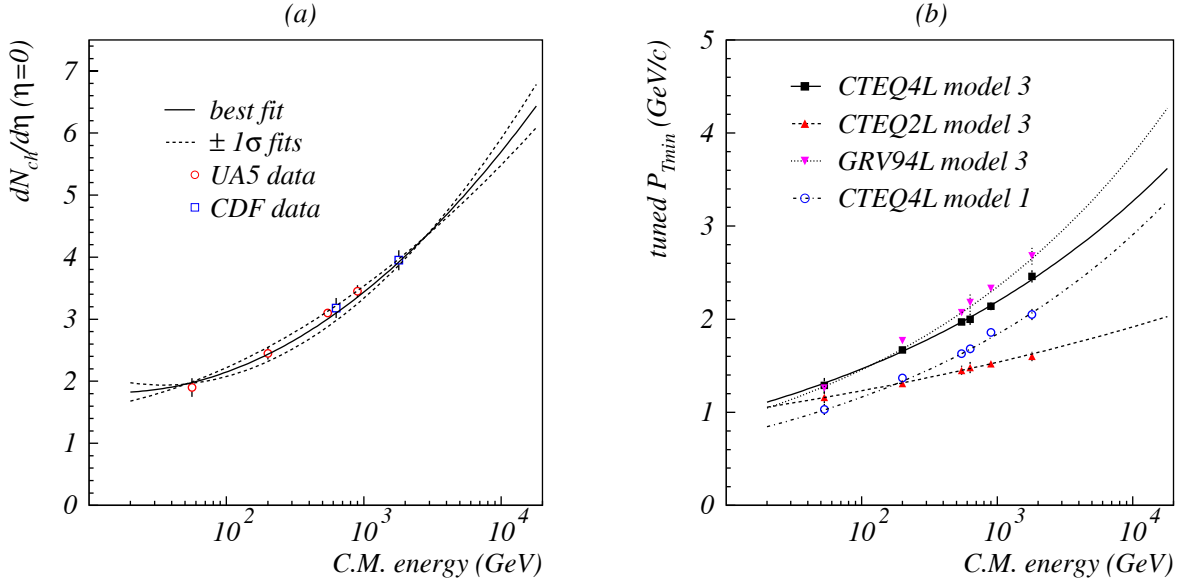 (a)
dN_ch/dη (η=0)
7
6
5
4
3
2
1
0
best fit
± 1σ fits
UA5 data
CDF data
10^2
10^3
10^4
C.M. energy (GeV)
(b)
tuned P_Tmin (GeV/c)
5
4
3
2
1
0
CTEQ4L model 3
CTEQ2L model 3
GRV94L model 3
CTEQ4L model 1
10^2
10^3
10^4
C.M. energy (GeV)